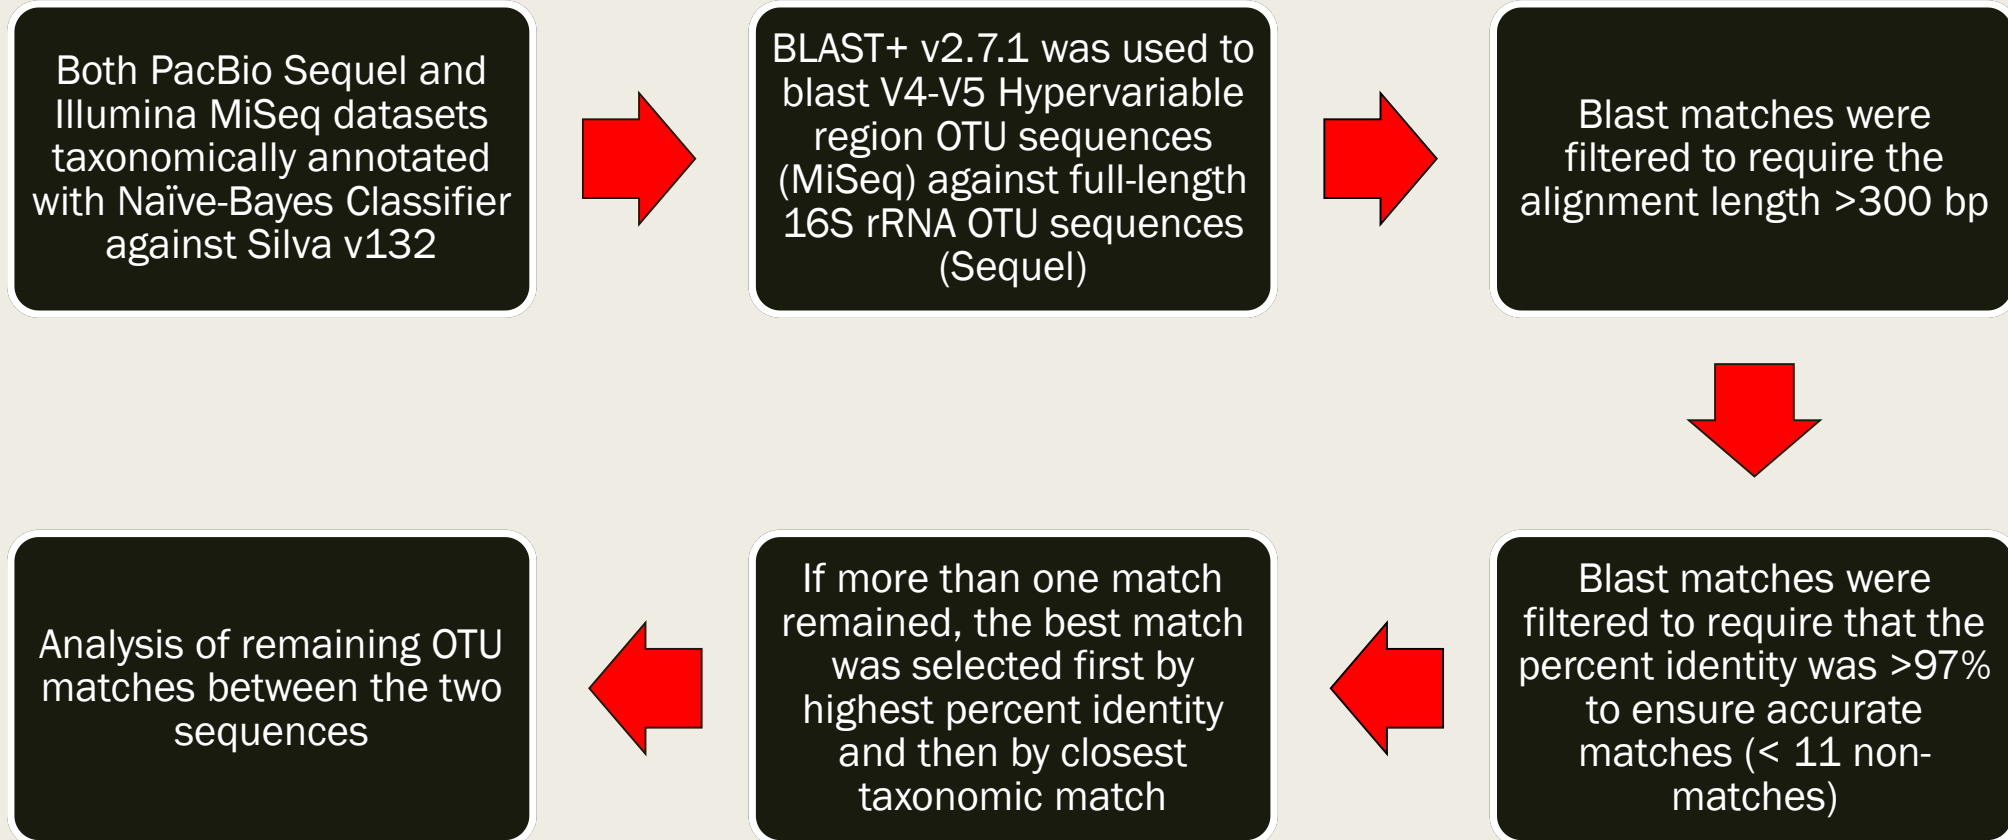 Both PacBio Sequel and
Illumina MiSeq datasets
taxonomically annotated
with Naïve-Bayes Classifier
against Silva v132
BLAST+ v2.7.1 was used to
blast V4-V5 Hypervariable
region OTU sequences
(MiSeq) against full-length
16S rRNA OTU sequences
(Sequel)
Blast matches were
filtered to require the
alignment length >300 bp
Blast matches were
filtered to require that the
percent identity was >97%
to ensure accurate
matches (< 11 non-
matches)
If more than one match
remained, the best match
was selected first by
highest percent identity
and then by closest
taxonomic match
Analysis of remaining OTU
matches between the two
sequences